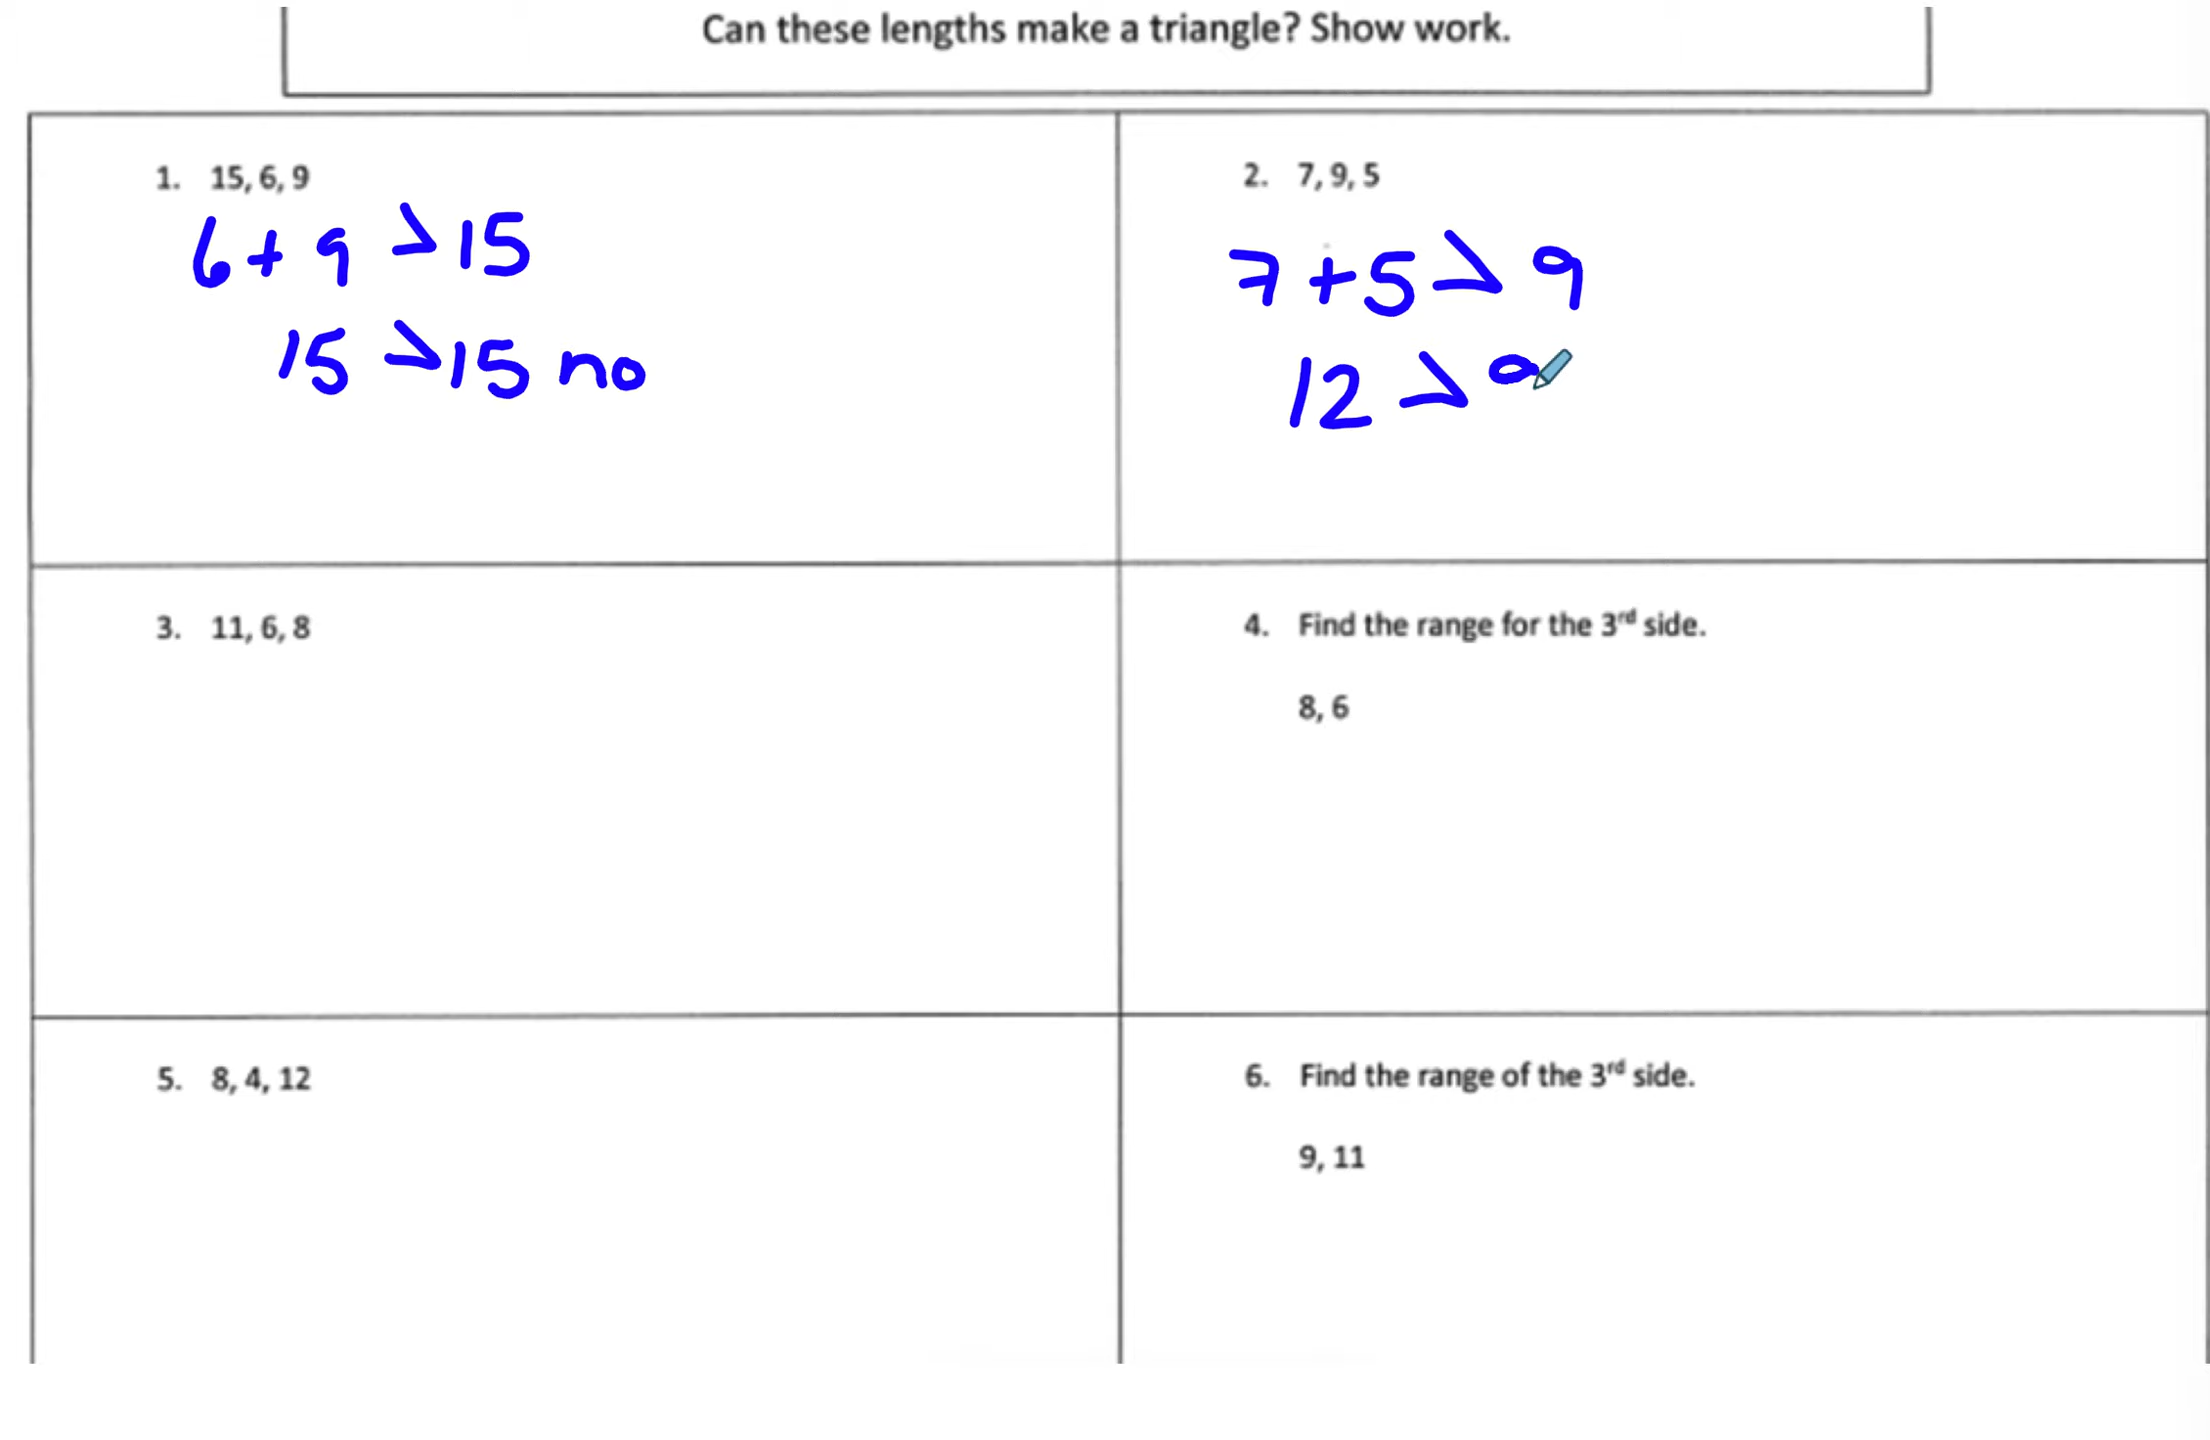 Can these lengths make a triangle? Show work.
1. 15, 6, 9
6 + 9 > 15
15 > 15 no
2. 7, 9, 5
7 + 5 > 9
12 >
3. 11, 6, 8
4. Find the range for the 3rd side.
8, 6
5. 8, 4, 12
6. Find the range of the 3rd side.
9, 11